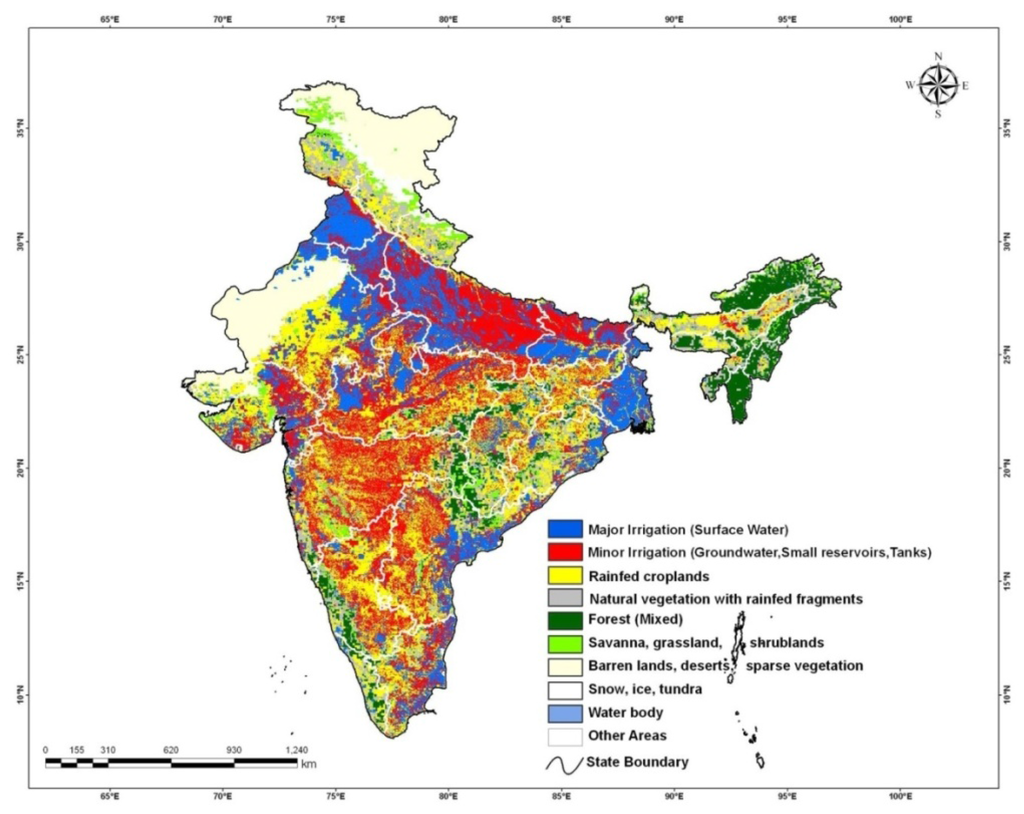 65°E 70°E 75°E 80°E 85°E 90°E 95°E 100°E
N
W E
S
35°N 35°N
30°N 30°N
25°N 25°N
20°N 20°N
15°N 15°N
10°N 10°N
Major Irrigation (Surface Water)
Minor Irrigation (Groundwater,Small reservoirs,Tanks)
Rainfed croplands
Natural vegetation with rainfed fragments
Forest (Mixed)
Savanna, grassland, shrublands
Barren lands, deserts, sparse vegetation
Snow, ice, tundra
Water body
Other Areas
State Boundary
0 155 310 620 930 1,240
km
65°E 70°E 75°E 80°E 85°E 90°E 95°E 100°E